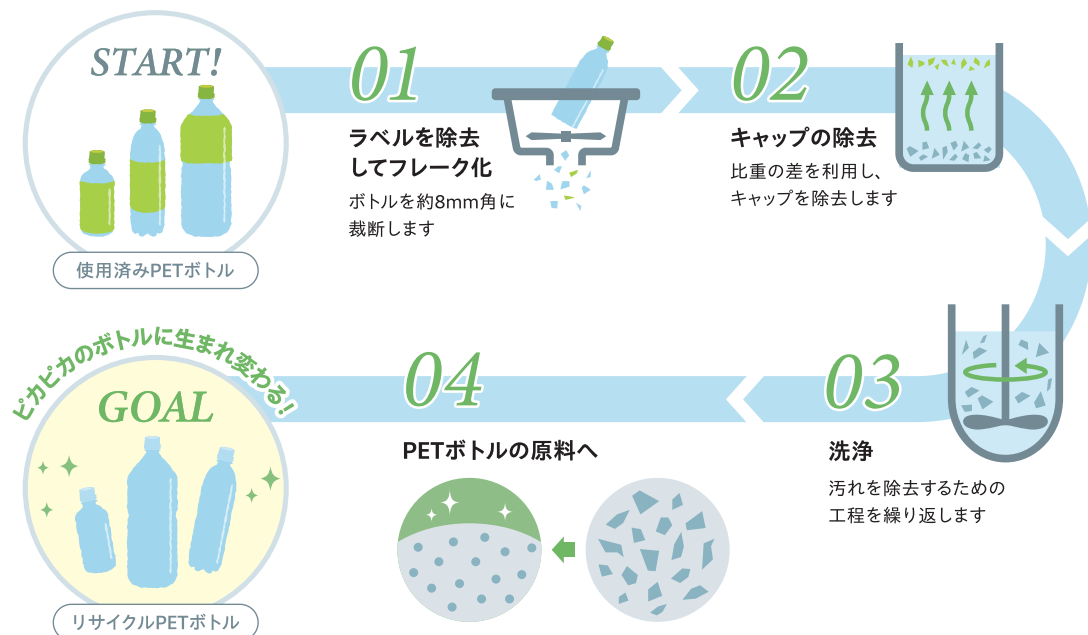 START!
使用済みPETボトル
01
ラベルを除去
してフレーク化
ボトルを約8mm角に
裁断します
02
キャップの除去
比重の差を利用し、
キャップを除去します
03
洗浄
汚れを除去するための
工程を繰り返します
04
PETボトルの原料へ
ピカピカのボトルに生まれ変わる!
GOAL
リサイクルPETボトル